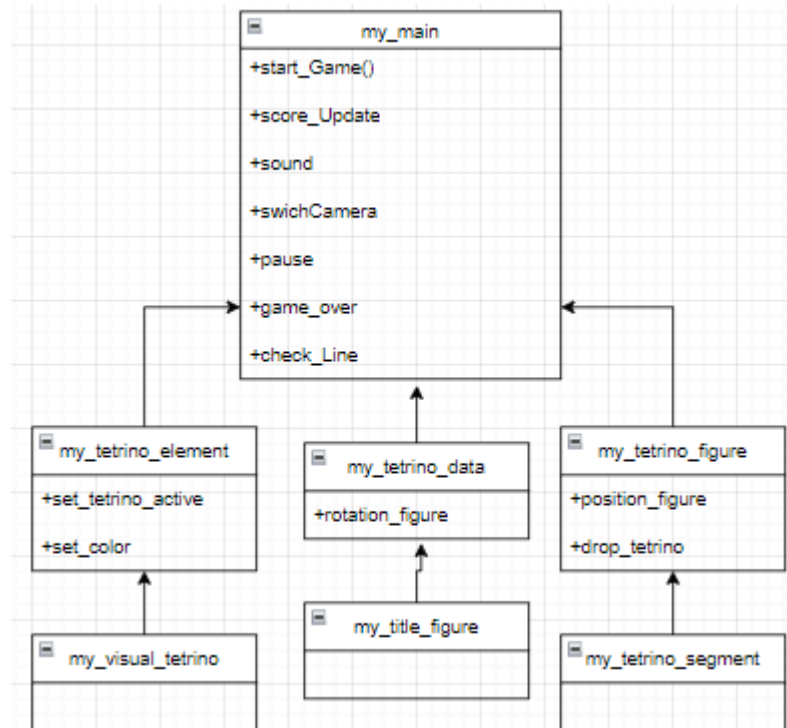 my_main
+start_Game()
+score_Update
+sound
+swichCamera
+pause
+game_over
+check_Line
my_tetrino_element
+set_tetrino_active
+set_color
my_tetrino_data
+rotation_figure
my_tetrino_figure
+position_figure
+drop_tetrino
my_visual_tetrino
my_title_figure
my_tetrino_segment